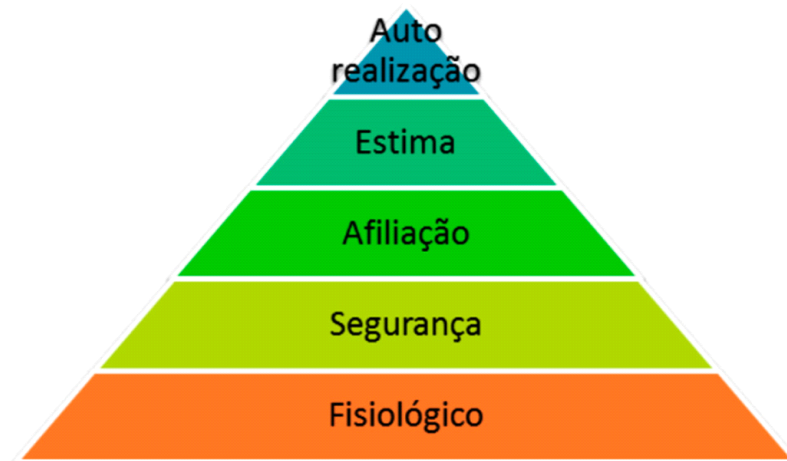 Auto
realização
Estima
Afiliação
Segurança
Fisiológico